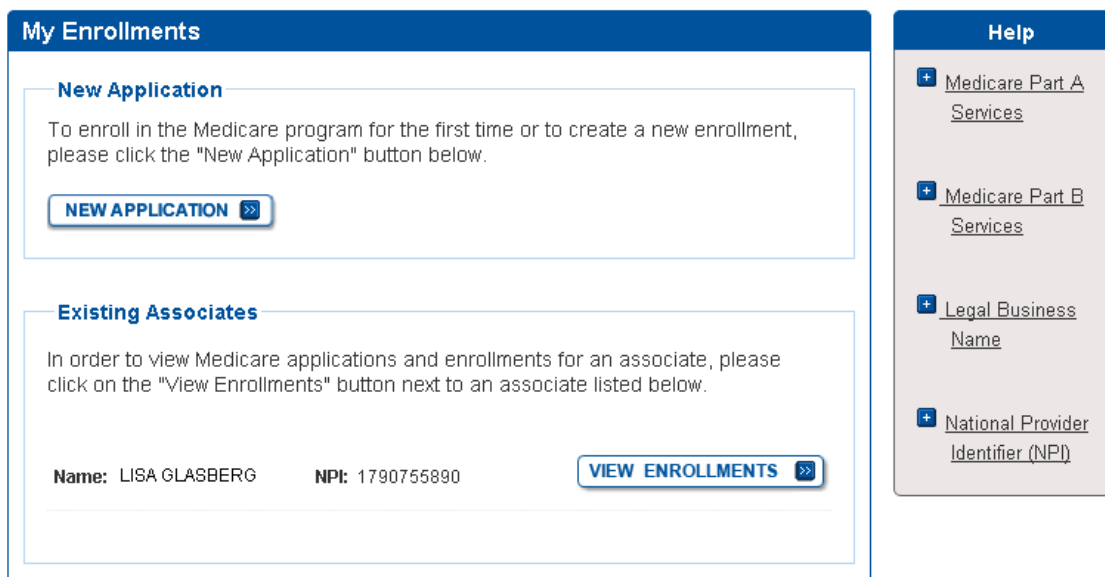 My Enrollments
New Application
To enroll in the Medicare program for the first time or to create a new enrollment,
please click the "New Application" button below.
NEW APPLICATION
Existing Associates
In order to view Medicare applications and enrollments for an associate, please
click on the "View Enrollments" button next to an associate listed below.
Name: LISA GLASBERG NPI: 1790755890 VIEW ENROLLMENTS
Help
Medicare Part A
Services
Medicare Part B
Services
Legal Business
Name
National Provider
Identifier (NPI)